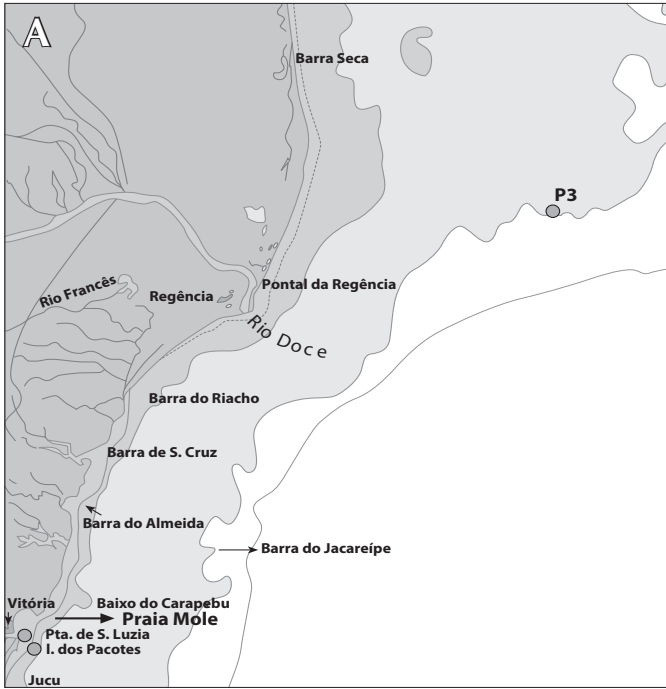 A
Barra Seca
P3
Pontal da Regência
Rio Francês
Regência
Rio Doce
Barra do Riacho
Barra de S. Cruz
Barra do Almeida
Barra do Jacareípe
Vitória
Baixo do Carapebu
Praia Mole
Pta. de S. Luzia
I. dos Pacotes
Jucu